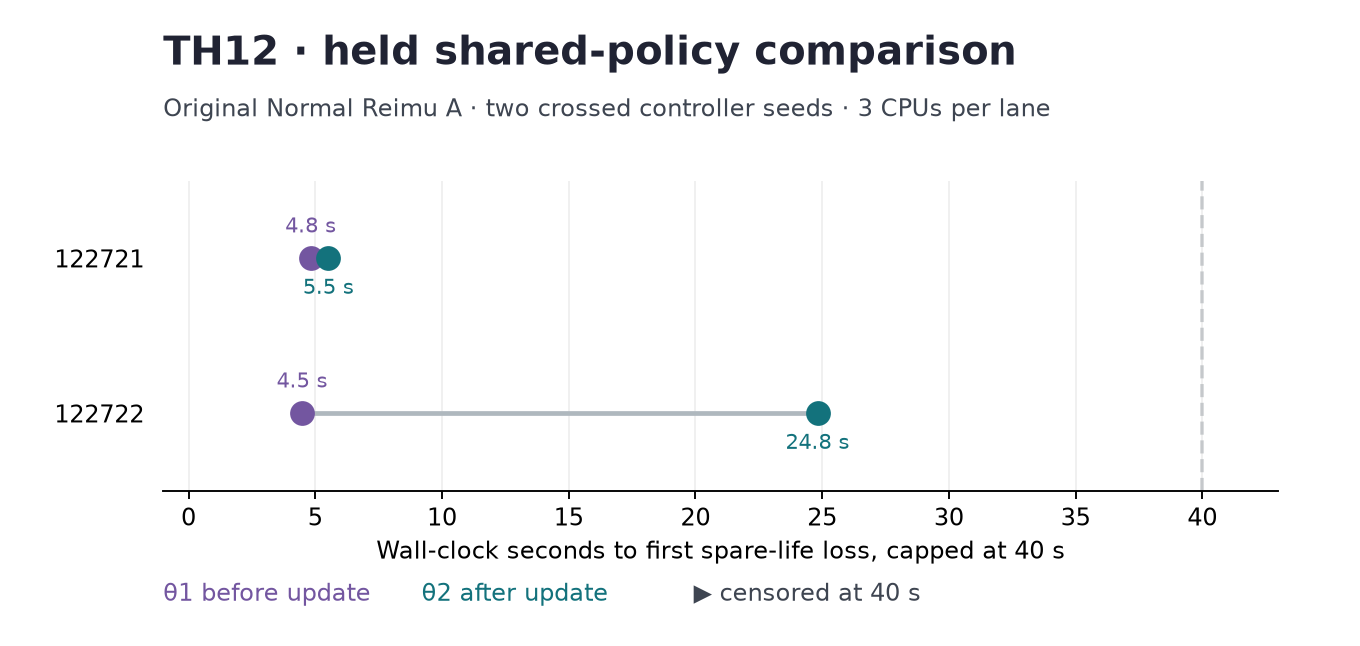 TH12 · held shared-policy comparison
Original Normal Reimu A · two crossed controller seeds · 3 CPUs per lane
4.8 s
122721
5.5 s
4.5 s
122722
24.8 s
0 5 10 15 20 25 30 35 40
Wall-clock seconds to first spare-life loss, capped at 40 s
θ1 before update θ2 after update ▶ censored at 40 s